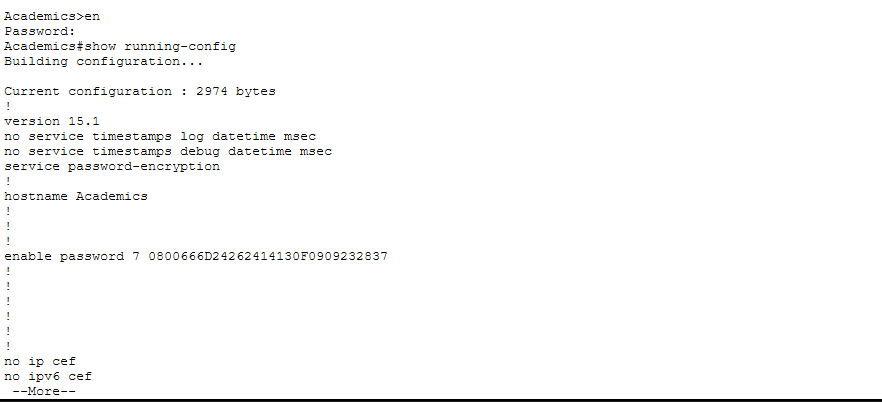 Academics>en
Password:
Academics#show running-config
Building configuration...
Current configuration : 2974 bytes
!
version 15.1
no service timestamps log datetime msec
no service timestamps debug datetime msec
service password-encryption
!
hostname Academics
!
!
!
enable password 7 0800666D24262414130F0909232837
!
!
!
!
!
!
no ip cef
no ipv6 cef
--More--